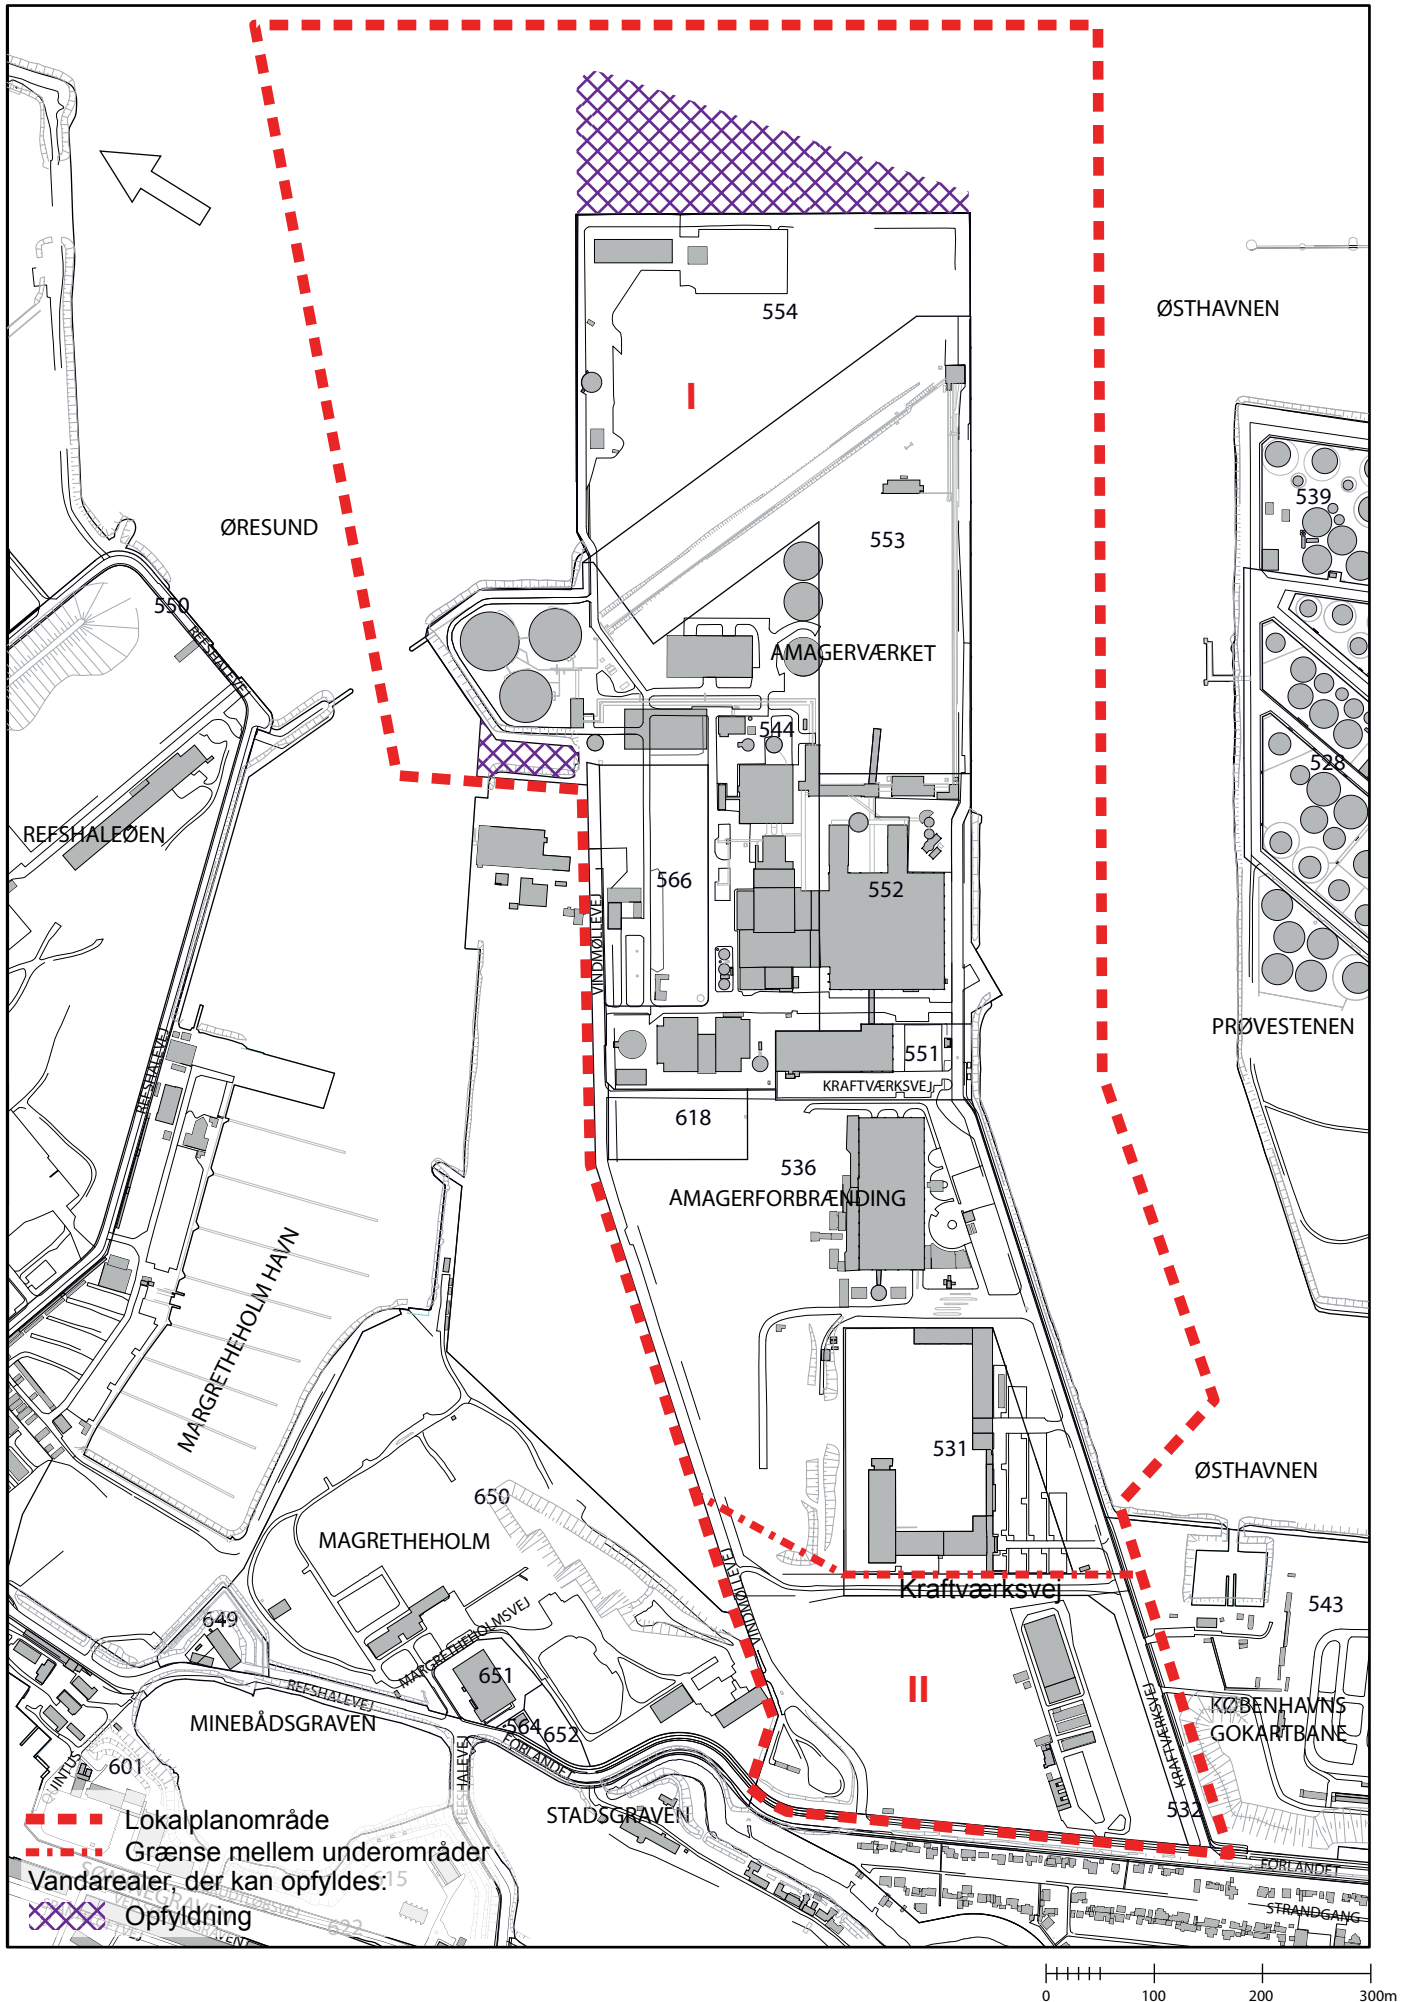 ØSTHAVNEN
554
I
539
ØRESUND
553
550
REFSHALEVEJ
AMAGERVÆRKET
544
528
REFSHALEØEN
566
552
VINDMØLLEVEJ
PRØVESTENEN
551
REFSHALEVEJ
KRAFTVÆRKSVEJ
618
536
AMAGERFORBRÆNDING
MARGRETHEHOLM HAVN
531
ØSTHAVNEN
650
MAGRETHEHOLM
VINDMØLLEVEJ
Kraftværksvej
543
649
MARGRETHEHOLMSVEJ
651
II
REFSHALEVEJ
KRAFTVÆRKSVEJ
KØBENHAVNS
GOKARTBANE
MINEBÅDSGRAVEN
564
652
FORLANDET
601
REFSHALEVEJ
532
STADSGRAVEN
Lokalplanområde
Grænse mellem underområder
FORLANDET
Vandarealer, der kan opfyldes:
615
Opfyldning
STRANDGANG
622
0 100 200 300m